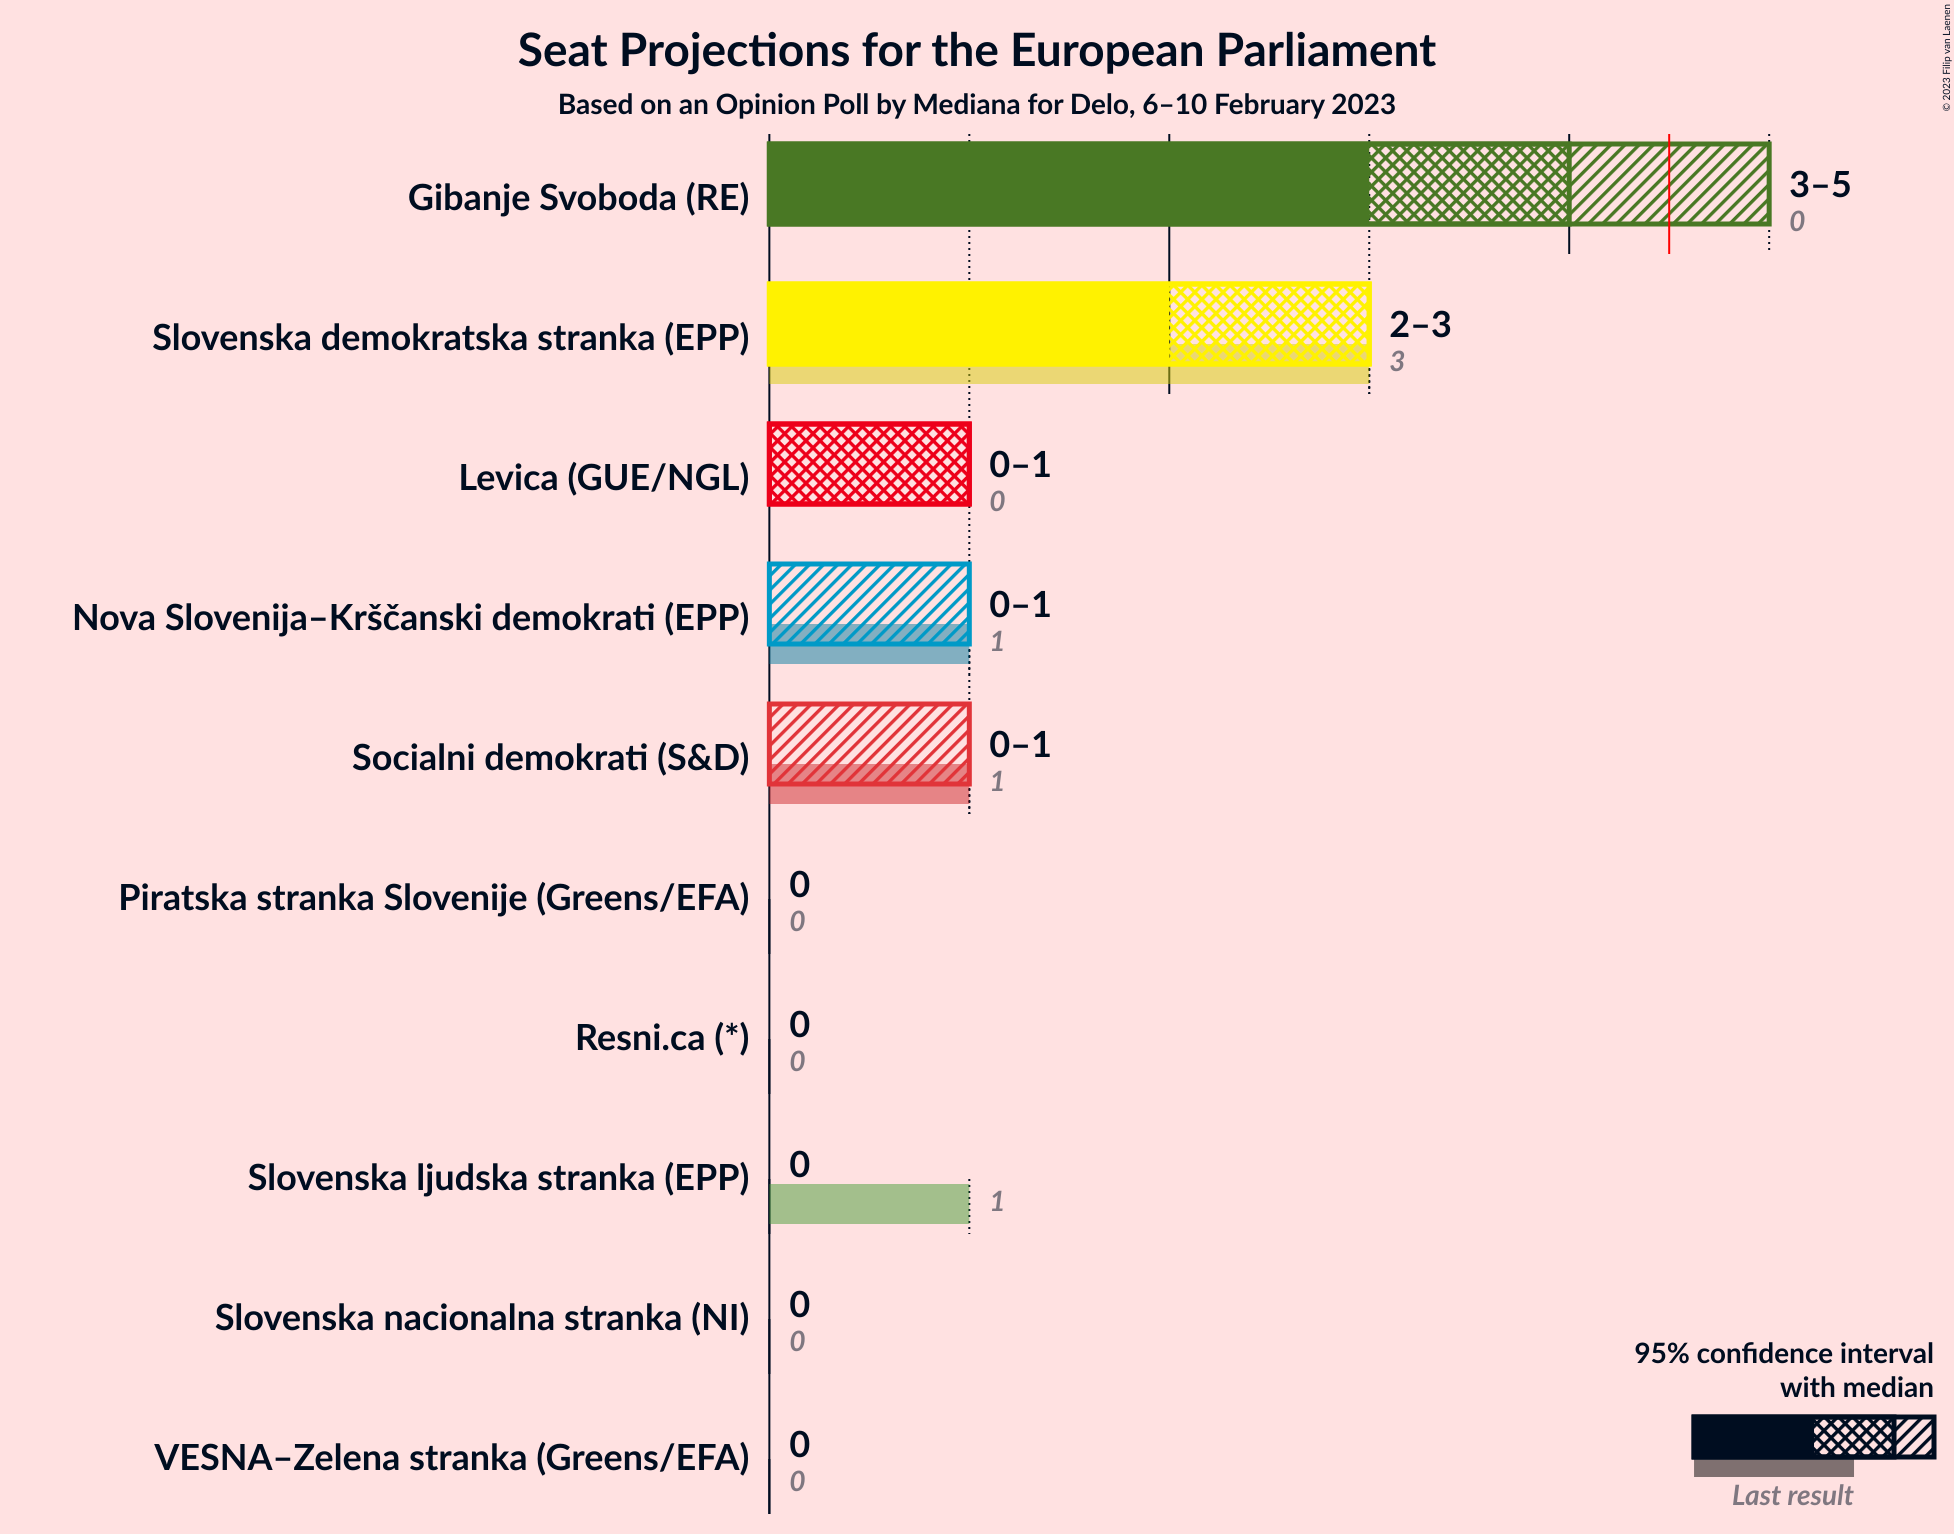 Seat Projections for the European Parliament
Based on an Opinion Poll by Mediana for Delo, 6–10 February 2023
© 2023 Filip van Laenen
Gibanje Svoboda (RE)
3–5
0
Slovenska demokratska stranka (EPP)
2–3
3
Levica (GUE/NGL)
0–1
0
Nova Slovenija–Krščanski demokrati (EPP)
0–1
1
Socialni demokrati (S&D)
0–1
1
Piratska stranka Slovenije (Greens/EFA)
0
0
Resni.ca (*)
0
0
Slovenska ljudska stranka (EPP)
0
1
Slovenska nacionalna stranka (NI)
0
0
VESNA–Zelena stranka (Greens/EFA)
0
0
95% confidence interval
with median
Last result